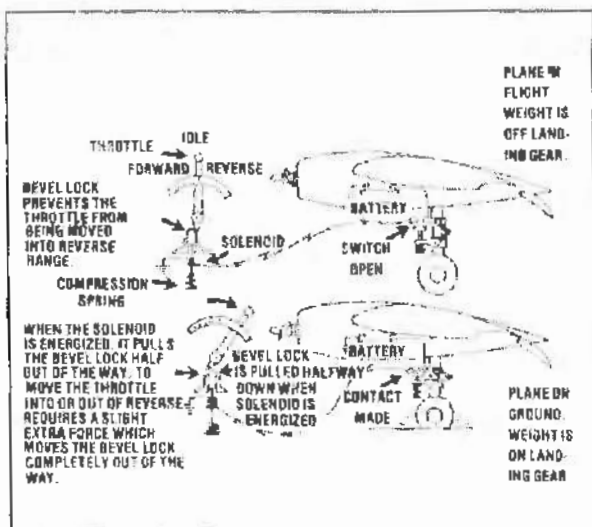 PLANE IN
FLIGHT
WEIGHT IS
OFF LAND-
ING GEAR.
IDLE
THROTTLE
FORWARD REVERSE
BEVEL LOCK
PREVENTS THE
THROTTLE FROM
BEING MOVED
INTO REVERSE
RANGE.
SOLENOID
COMPRESSION
SPRING
BATTERY
SWITCH
OPEN
WHEN THE SOLENOID
IS ENERGIZED, IT PULLS
THE BEVEL LOCK HALF
OUT OF THE WAY. TO
MOVE THE THROTTLE
INTO OR OUT OF REVERSE
REQUIRES A SLIGHT
EXTRA FORCE WHICH
MOVES THE BEVEL LOCK
COMPLETELY OUT OF THE
WAY.
BEVEL LOCK
IS PULLED HALFWAY
DOWN WHEN
SOLENOID IS
ENERGIZED
BATTERY
CONTACT
MADE
PLANE ON
GROUND.
WEIGHT IS
ON LAND-
ING GEAR